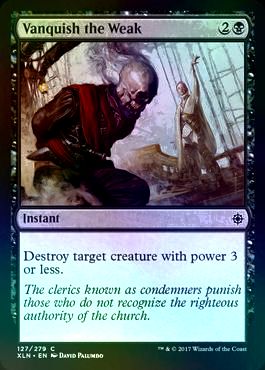 Vanquish the Weak 2
Instant
Destroy target creature with power 3
or less.
The clerics known as condemners punish
those who do not recognize the righteous
authority of the church.
127/279 C
XLN • EN DAVID PALUMBO
™ & © 2017 Wizards of the Coast